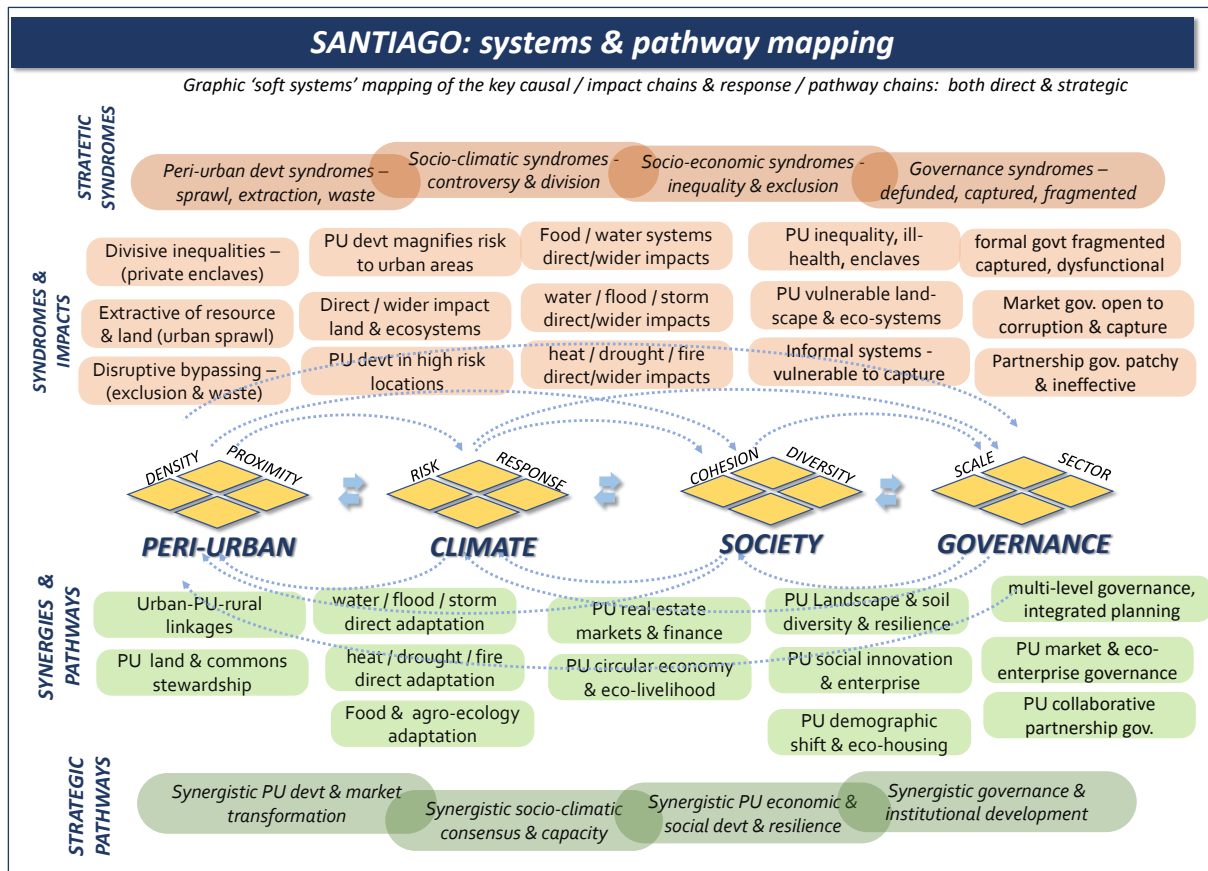 SANTIAGO: systems & pathway mapping
Graphic ‘soft systems’ mapping of the key causal / impact chains & response / pathway chains: both direct & strategic
STRATETIC
SYNDROMES
Peri-urban devt syndromes –
sprawl, extraction, waste
Socio-climatic syndromes -
controversy & division
Socio-economic syndromes -
inequality & exclusion
Governance syndromes –
defunded, captured, fragmented
SYNDROMES &
IMPACTS
Divisive inequalities –
(private enclaves)
Extractive of resource
& land (urban sprawl)
Disruptive bypassing –
(exclusion & waste)
PU devt magnifies risk
to urban areas
Direct / wider impact
land & ecosystems
PU devt in high risk
locations
Food / water systems
direct/wider impacts
water / flood / storm
direct/wider impacts
heat / drought / fire
direct/wider impacts
PU inequality, ill-
health, enclaves
PU vulnerable land-
scape & eco-systems
Informal systems -
vulnerable to capture
formal govt fragmented
captured, dysfunctional
Market gov. open to
corruption & capture
Partnership gov. patchy
& ineffective
DENSITY
PROXIMITY
RISK
RESPONSE
COHESION
DIVERSITY
SCALE
SECTOR
PERI-URBAN
CLIMATE
SOCIETY
GOVERNANCE
SYNERGIES &
PATHWAYS
Urban-PU-rural
linkages
PU land & commons
stewardship
water / flood / storm
direct adaptation
heat / drought / fire
direct adaptation
Food & agro-ecology
adaptation
PU real estate
markets & finance
PU circular economy
& eco-livelihood
PU Landscape & soil
diversity & resilience
PU social innovation
& enterprise
PU demographic
shift & eco-housing
multi-level governance,
integrated planning
PU market & eco-
enterprise governance
PU collaborative
partnership gov.
STRATEGIC
PATHWAYS
Synergistic PU devt & market
transformation
Synergistic socio-climatic
consensus & capacity
Synergistic PU economic &
social devt & resilience
Synergistic governance &
institutional development